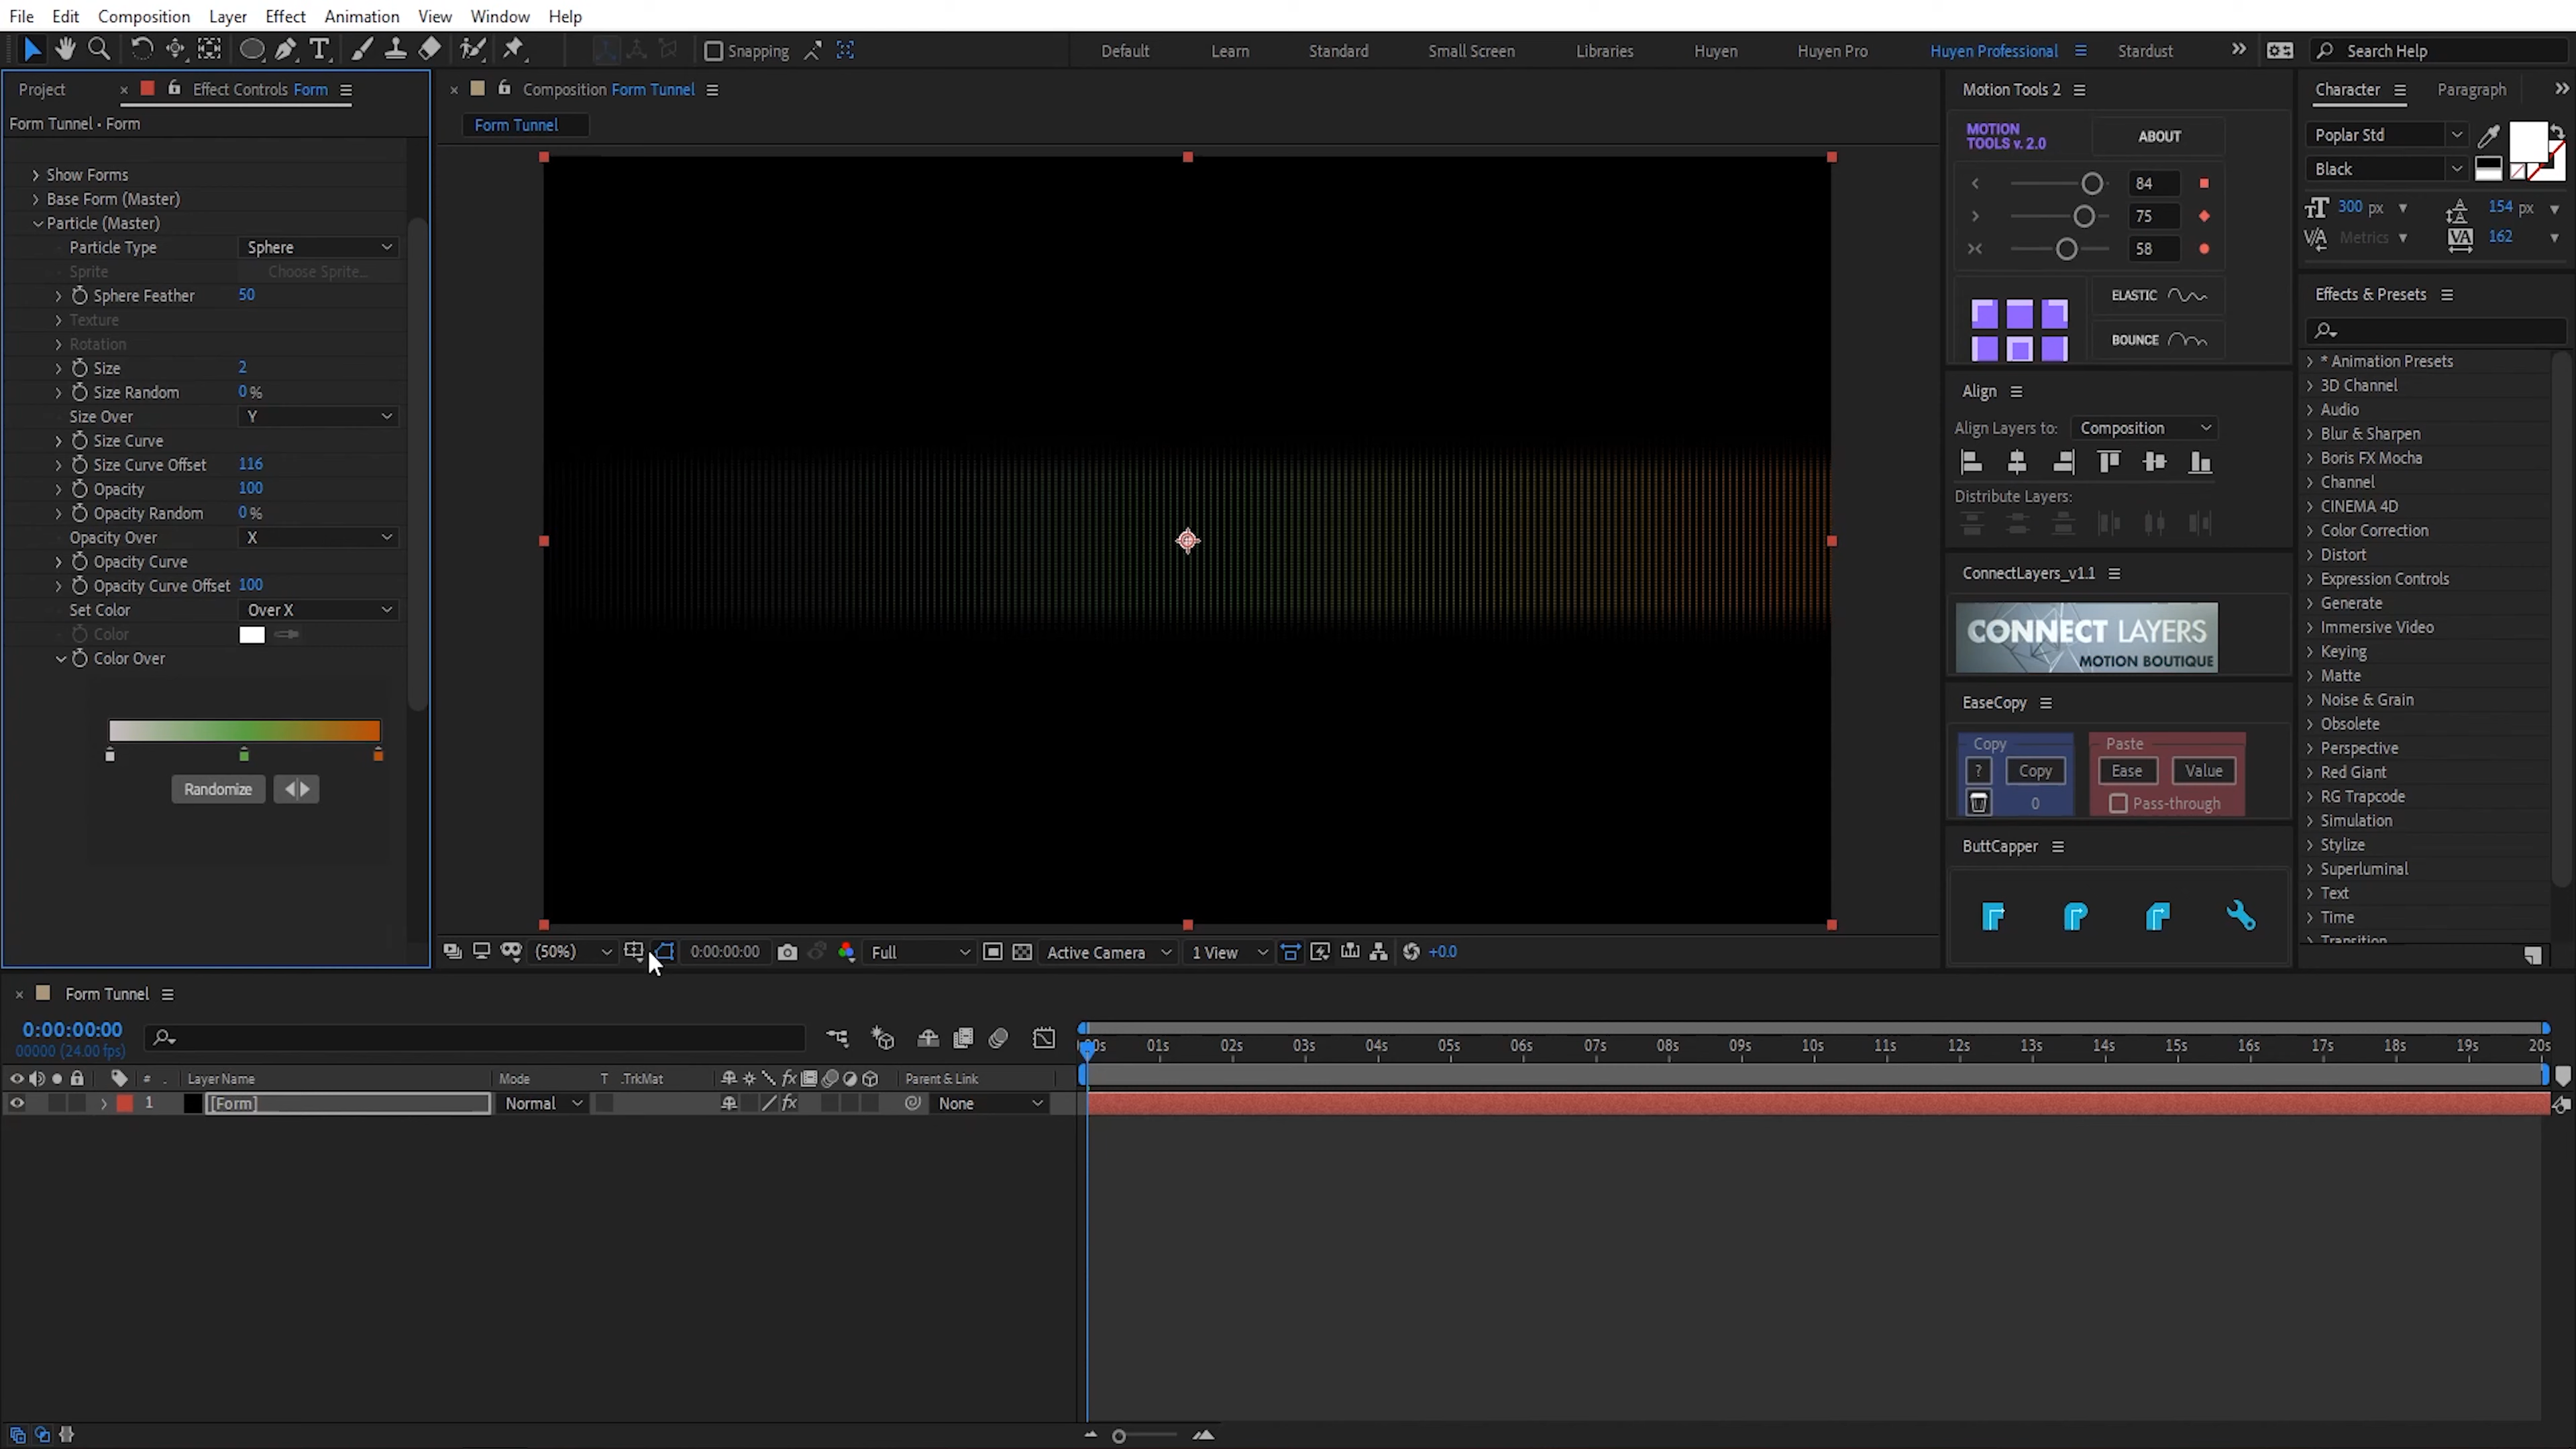 File Edit Composition Layer Effect Animation View Window Help
Snapping
Default Learn Standard Small Screen Libraries Huyen Huyen Pro Huyen Professional Stardust
Search Help
Project
Effect Controls Form
Form Tunnel • Form
Show Forms
Base Form (Master)
Particle (Master)
Particle Type Sphere
Sprite Choose Sprite...
Sphere Feather 50
Texture
Rotation
Size 2
Size Random 0 %
Size Over Y
Size Curve
Size Curve Offset 116
Opacity 100
Opacity Random 0 %
Opacity Over X
Opacity Curve
Opacity Curve Offset 100
Set Color Over X
Color
Color Over
Randomize
Composition Form Tunnel
Form Tunnel
(50%) 0:00:00:00 Full Active Camera 1 View +0.0
Motion Tools 2
MOTION
TOOLS v. 2.0
ABOUT
84
75
58
ELASTIC
BOUNCE
Align
Align Layers to: Composition
Distribute Layers:
ConnectLayers_v1.1
CONNECT LAYERS
MOTION BOUTIQUE
EaseCopy
Copy Paste
? Copy Ease Value
0 Pass-through
ButtCapper
Character Paragraph
Poplar Std
Black
300 px 154 px
Metrics 162
Effects & Presets
* Animation Presets
3D Channel
Audio
Blur & Sharpen
Boris FX Mocha
Channel
CINEMA 4D
Color Correction
Distort
Expression Controls
Generate
Immersive Video
Keying
Matte
Noise & Grain
Obsolete
Perspective
Red Giant
RG Trapcode
Simulation
Stylize
Superluminal
Text
Time
Transition
Form Tunnel
0:00:00:00
00000 (24.00 fps)
00s 01s 02s 03s 04s 05s 06s 07s 08s 09s 10s 11s 12s 13s 14s 15s 16s 17s 18s 19s 20s
# Layer Name Mode T .TrkMat Parent & Link
1 [Form] Normal None